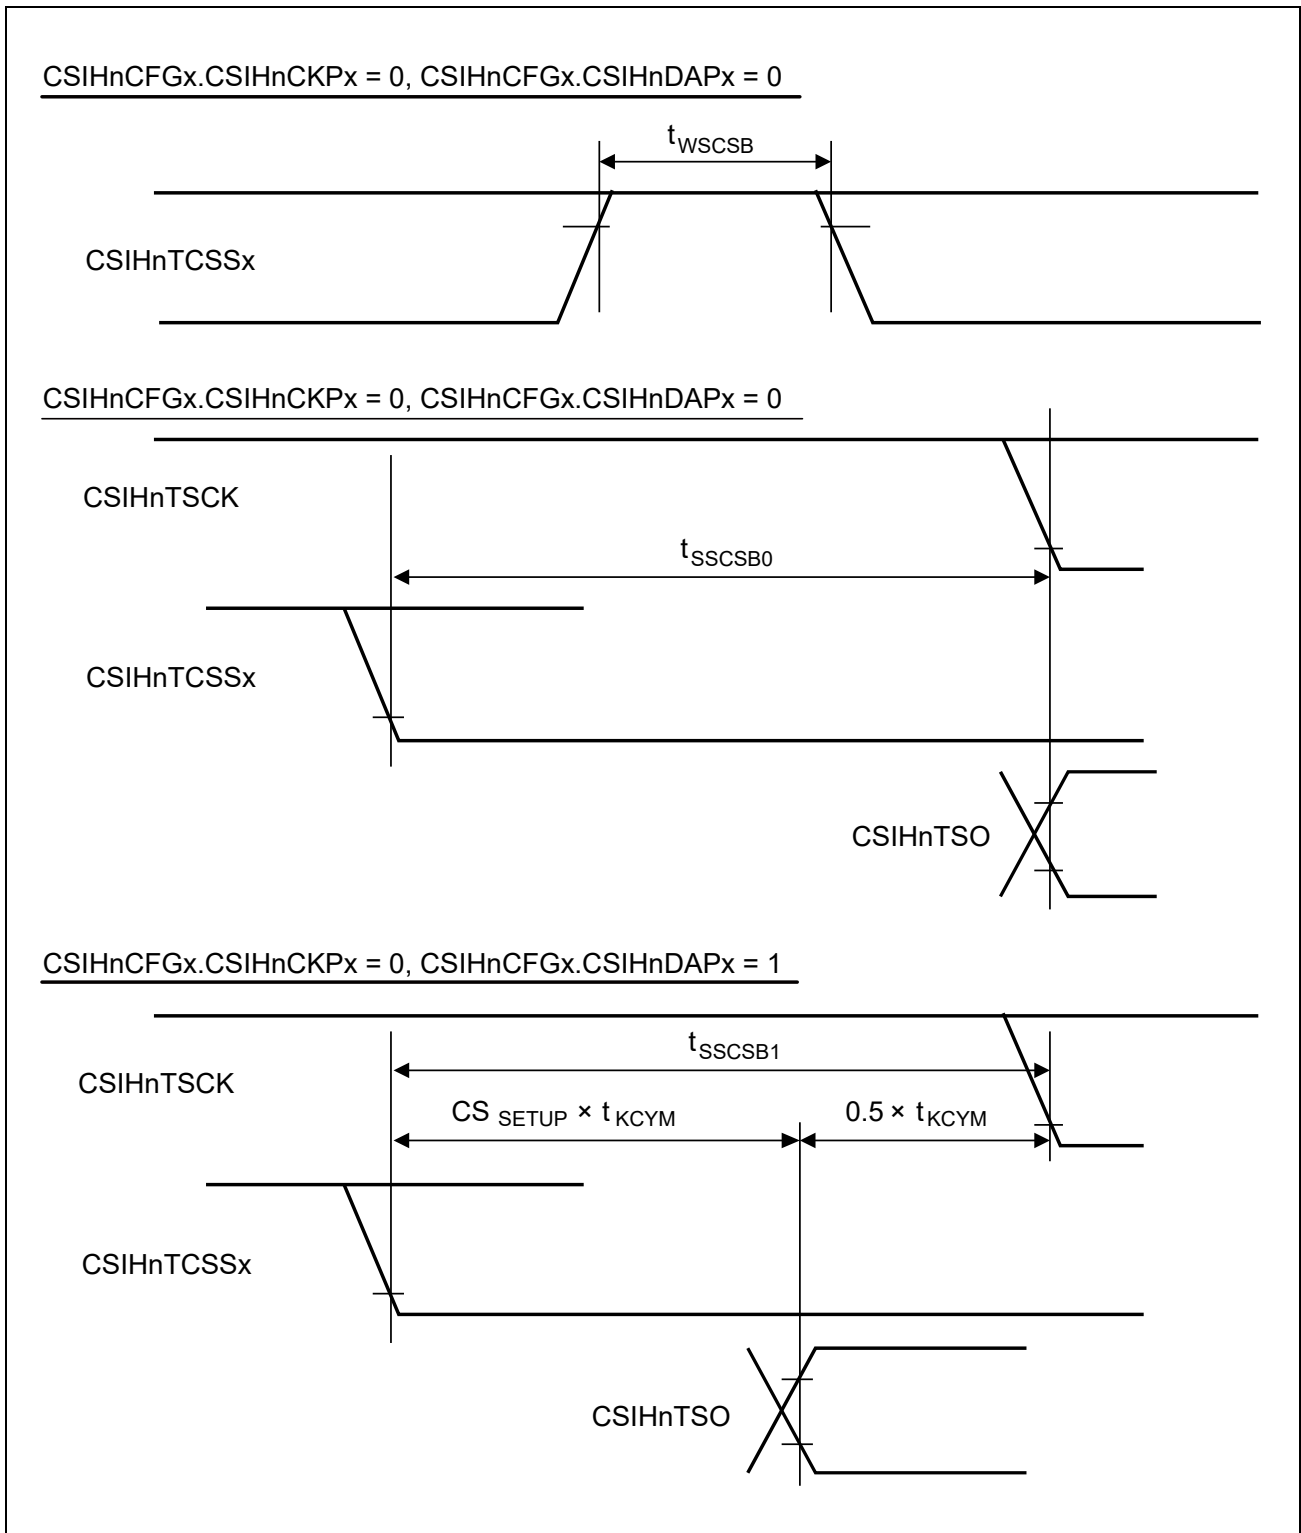 CSIHnCFGx.CSIHnCKPx = 0, CSIHnCFGx.CSIHnDAPx = 0
tWSCSB
CSIHnTCSSx
CSIHnCFGx.CSIHnCKPx = 0, CSIHnCFGx.CSIHnDAPx = 0
CSIHnTSCK
tSSCSB0
CSIHnTCSSx
CSIHnTSO
CSIHnCFGx.CSIHnCKPx = 0, CSIHnCFGx.CSIHnDAPx = 1
tSSCSB1
CSIHnTSCK
CS SETUP × tKCYM 0.5 × tKCYM
CSIHnTCSSx
CSIHnTSO